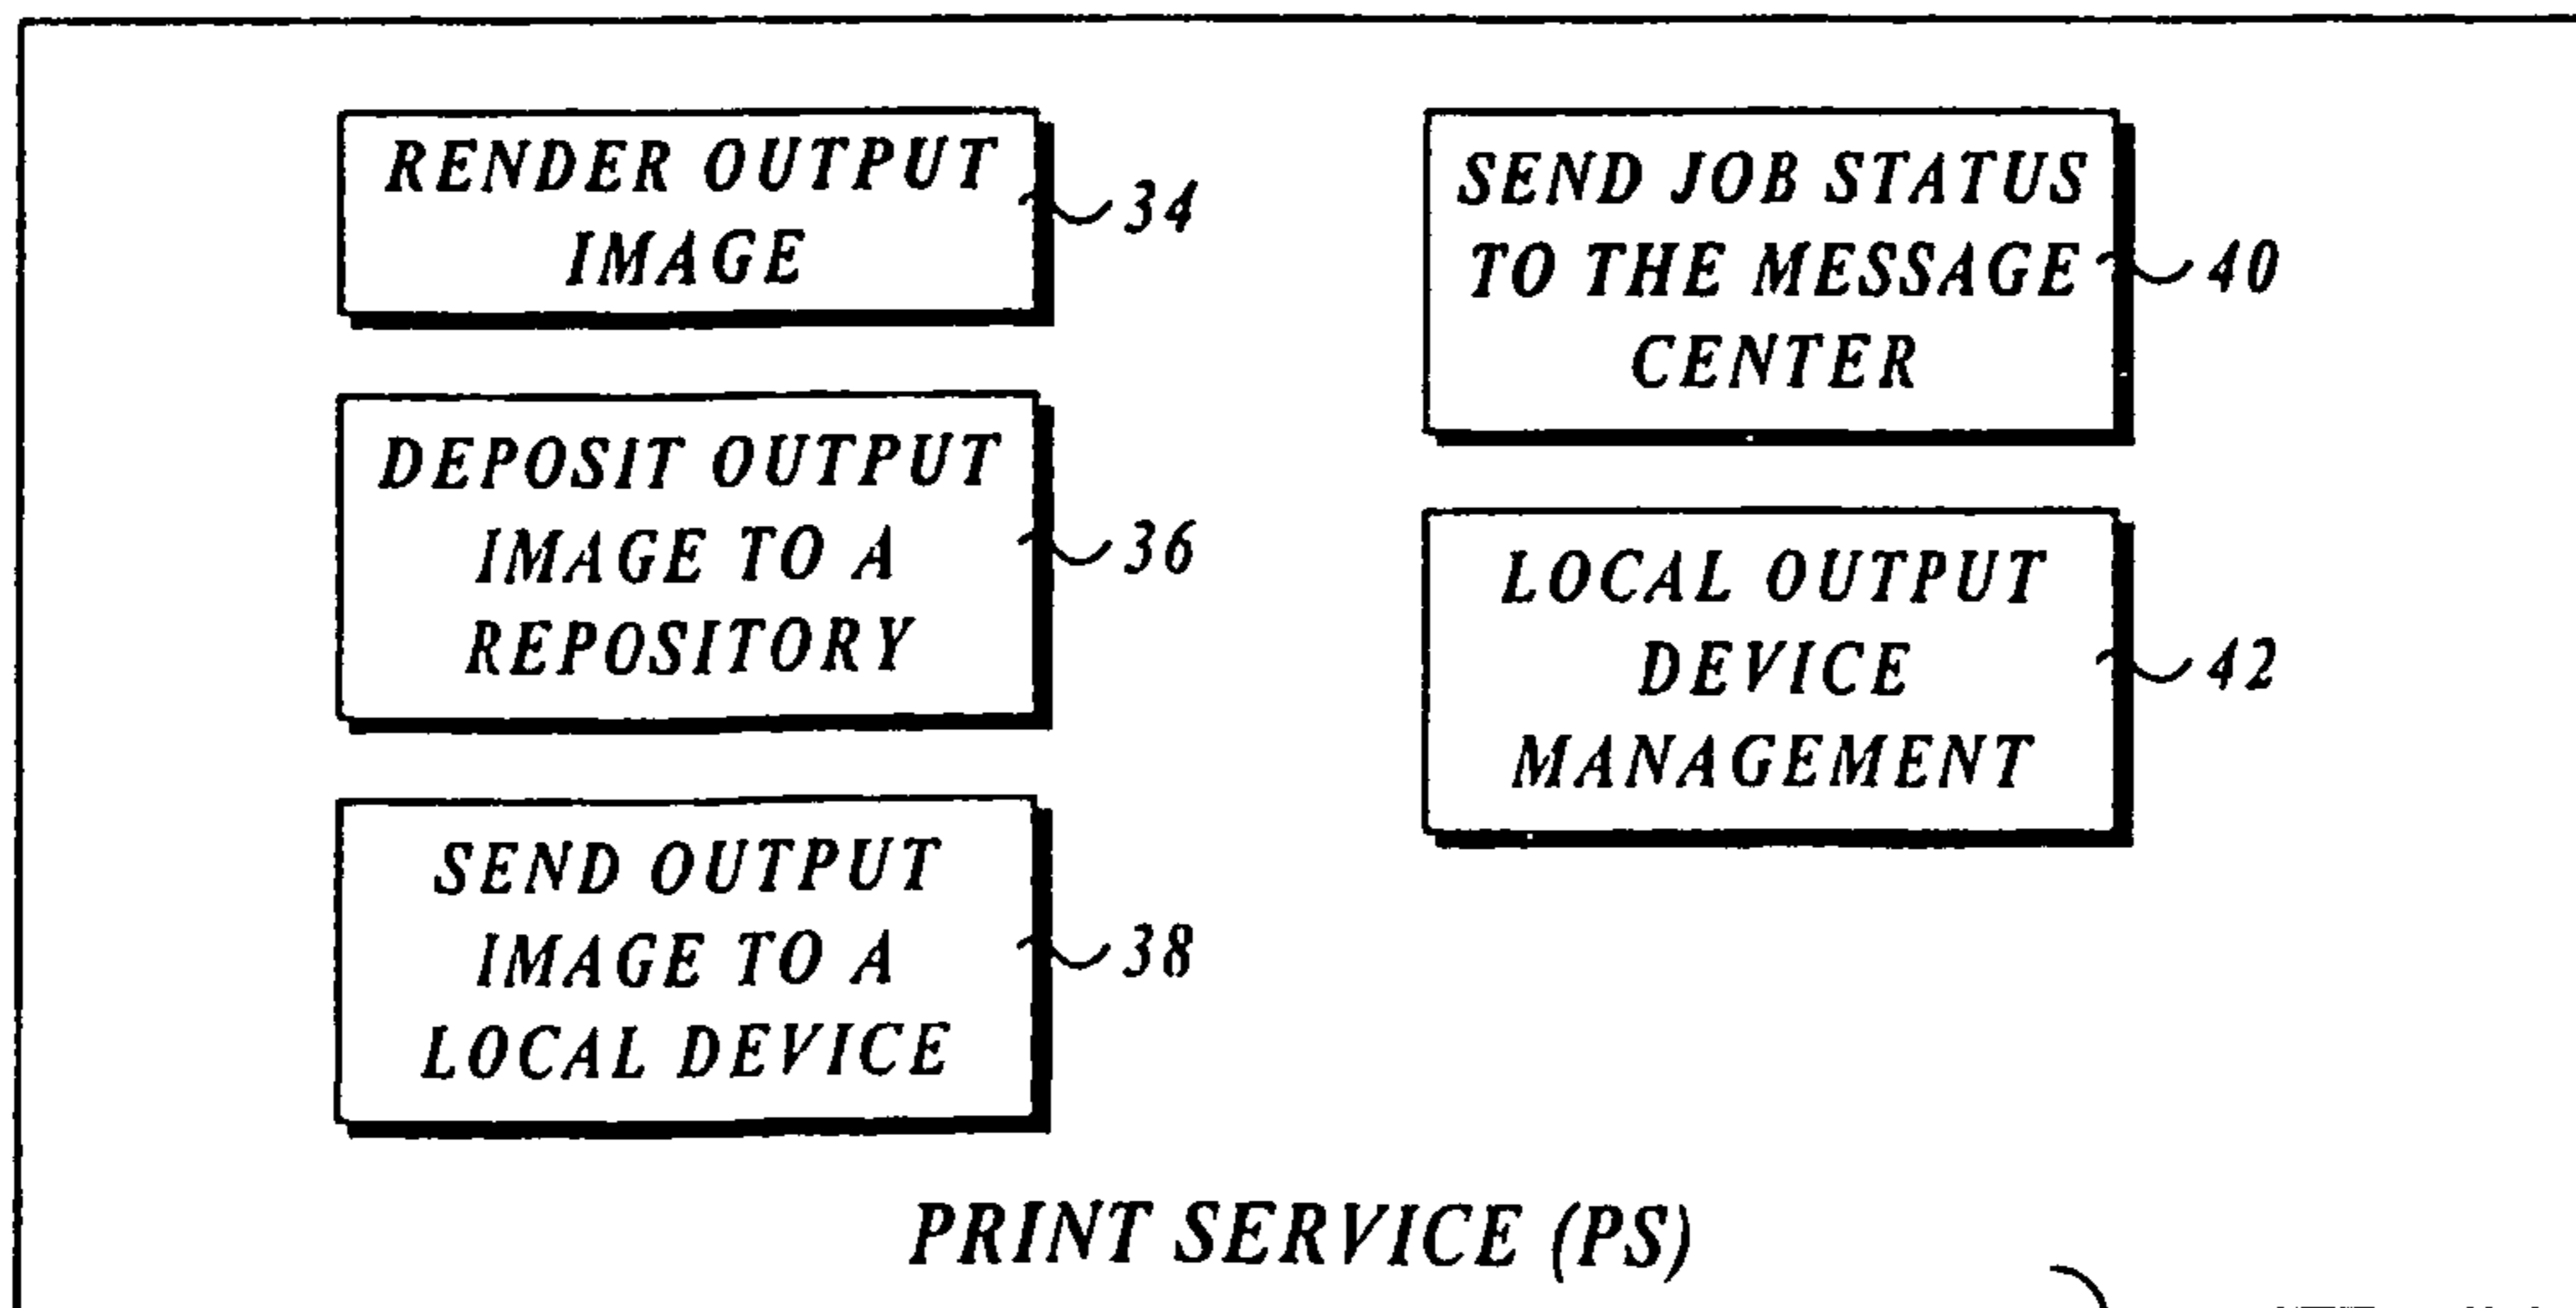 RENDER OUTPUT
IMAGE
34
DEPOSIT OUTPUT
IMAGE TO A
REPOSITORY
36
SEND OUTPUT
IMAGE TO A
LOCAL DEVICE
38
SEND JOB STATUS
TO THE MESSAGE
CENTER
40
LOCAL OUTPUT
DEVICE
MANAGEMENT
42
PRINT SERVICE (PS)